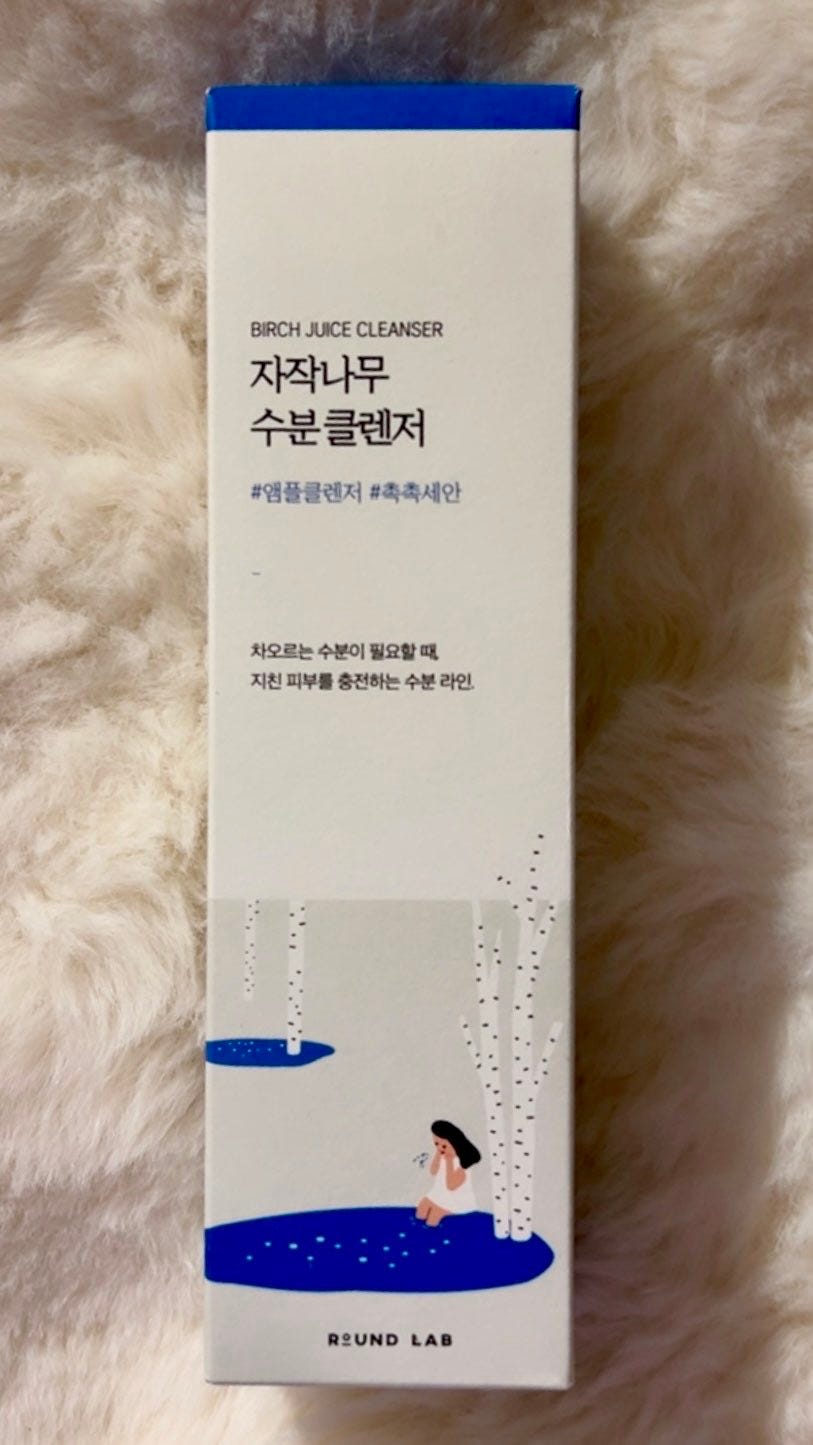 BIRCH JUICE CLEANSER
자작나무
수분 클렌저
#앰플클렌저 #촉촉세안
-
차오르는 수분이 필요할 때,
지친 피부를 충전하는 수분 라인.
ROUND LAB